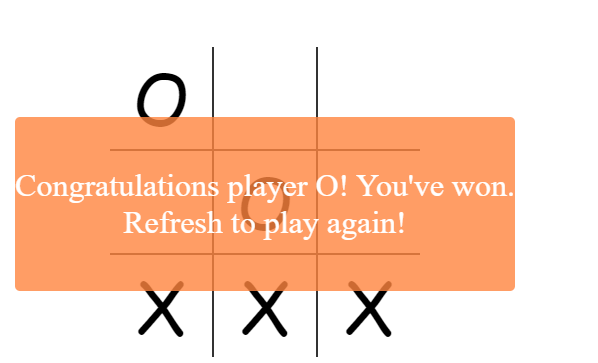 O
Congratulations player O! You've won.
O
Refresh to play again!
X X X